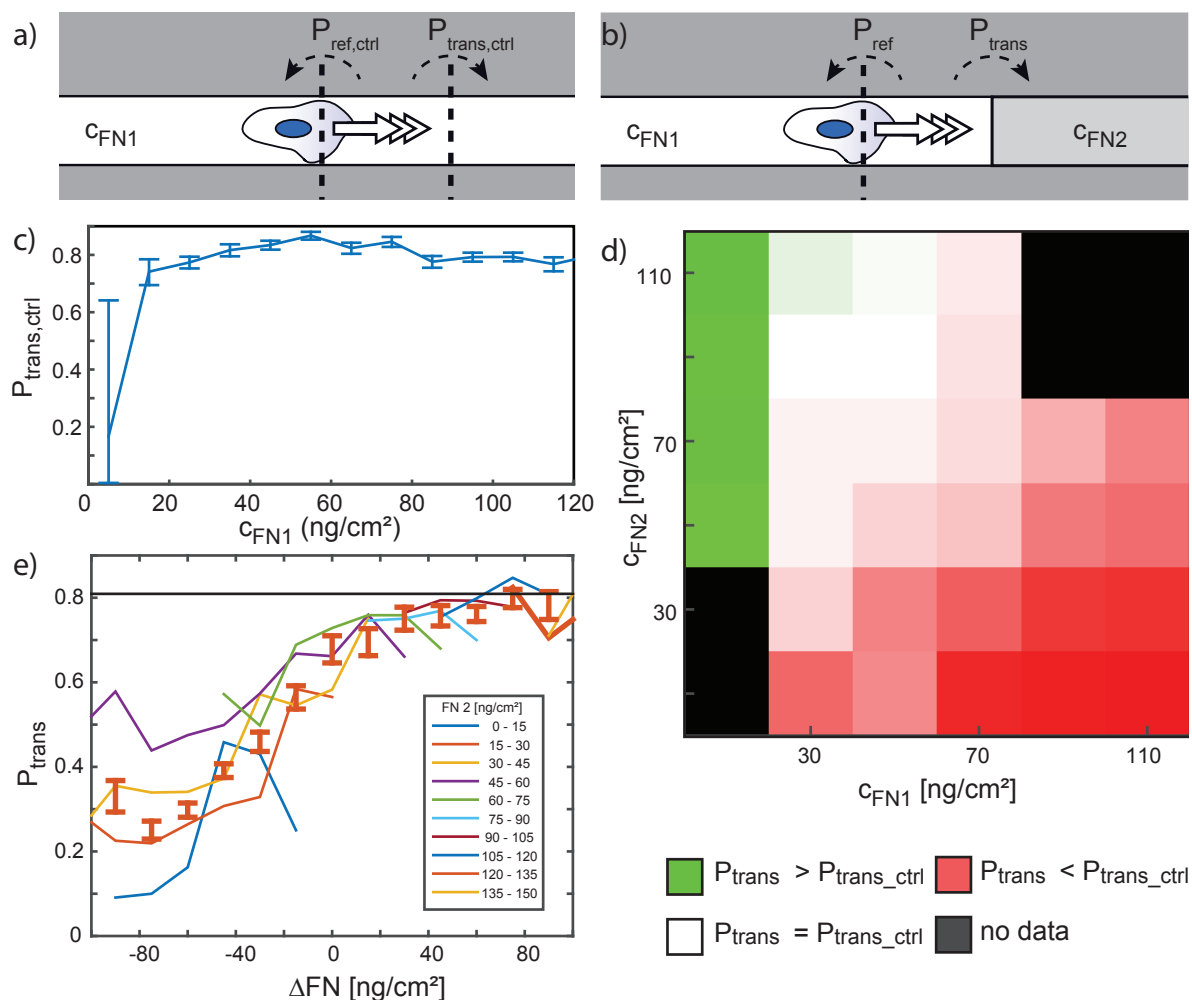 a)
P_ref,ctrl
P_trans,ctrl
c_FN1
b)
P_ref
P_trans
c_FN1
c_FN2
c)
P_trans,ctrl
0.8
0.6
0.4
0.2
0 20 40 60 80 100 120
c_FN1 (ng/cm²)
d)
c_FN2 [ng/cm²]
110
70
30
30 70 110
c_FN1 [ng/cm²]
e)
P_trans
0.8
0.6
0.4
0.2
0
-80 -40 0 40 80
ΔFN [ng/cm²]
FN 2 [ng/cm²]
0 - 15
15 - 30
30 - 45
45 - 60
60 - 75
75 - 90
90 - 105
105 - 120
120 - 135
135 - 150
P_trans > P_trans_ctrl
P_trans < P_trans_ctrl
P_trans = P_trans_ctrl
no data